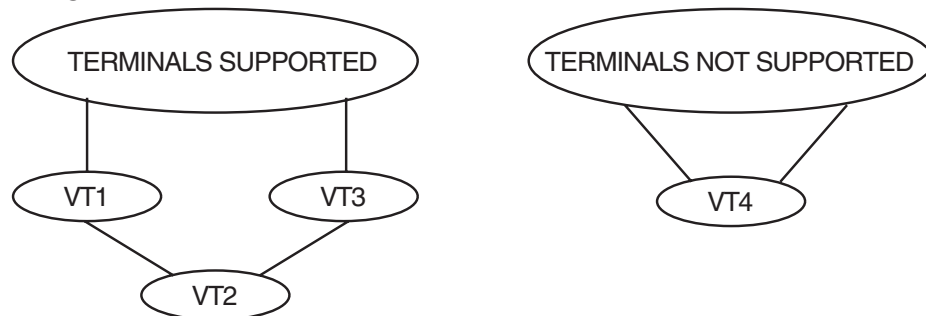 TERMINALS SUPPORTED
TERMINALS NOT SUPPORTED
VT1
VT3
VT4
VT2